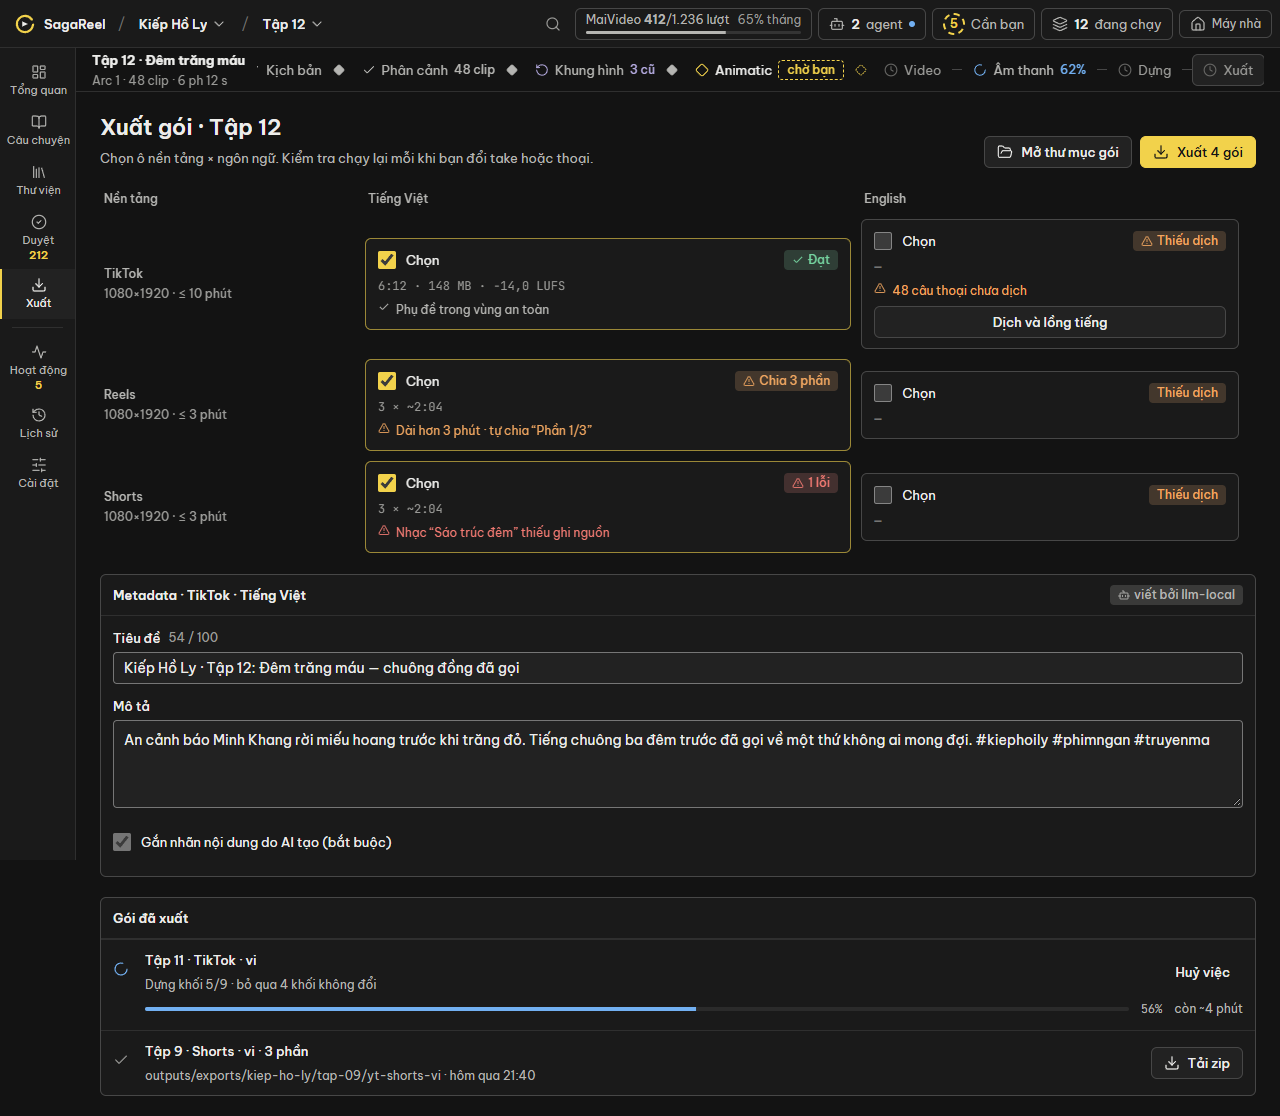 SagaReel / Kiếp Hồ Ly / Tập 12
MaiVideo 412/1.236 lượt 65% tháng
2 agent
5 Cần bạn
12 đang chạy
Máy nhà
Tổng quan
Câu chuyện
Thư viện
Duyệt
212
Xuất
Hoạt động
5
Lịch sử
Cài đặt
Tập 12 · Đêm trăng máu
Arc 1 · 48 clip · 6 ph 12 s
Kịch bản
Phân cảnh 48 clip
Khung hình 3 cũ
Animatic chờ bạn
Video
Âm thanh 62%
Dựng
Xuất
Xuất gói · Tập 12
Chọn ô nền tảng × ngôn ngữ. Kiểm tra chạy lại mỗi khi bạn đổi take hoặc thoại.
Mở thư mục gói
Xuất 4 gói
Nền tảng
Tiếng Việt
English
TikTok
1080×1920 · ≤ 10 phút
Chọn
Đạt
6:12 · 148 MB · -14,0 LUFS
Phụ đề trong vùng an toàn
Chọn
Thiếu dịch
—
48 câu thoại chưa dịch
Dịch và lồng tiếng
Reels
1080×1920 · ≤ 3 phút
Chọn
Chia 3 phần
3 × ~2:04
Dài hơn 3 phút · tự chia “Phần 1/3”
Chọn
Thiếu dịch
—
Shorts
1080×1920 · ≤ 3 phút
Chọn
1 lỗi
3 × ~2:04
Nhạc “Sáo trúc đêm” thiếu ghi nguồn
Chọn
Thiếu dịch
—
Metadata · TikTok · Tiếng Việt
viết bởi llm-local
Tiêu đề 54 / 100
Kiếp Hồ Ly · Tập 12: Đêm trăng máu — chuông đồng đã gọi
Mô tả
An cảnh báo Minh Khang rời miếu hoang trước khi trăng đỏ. Tiếng chuông ba đêm trước đã gọi về một thứ không ai mong đợi. #kiephoily #phimngan #truyenma
Gắn nhãn nội dung do AI tạo (bắt buộc)
Gói đã xuất
Tập 11 · TikTok · vi
Dựng khối 5/9 · bỏ qua 4 khối không đổi
Huỷ việc
56% còn ~4 phút
Tập 9 · Shorts · vi · 3 phần
outputs/exports/kiep-ho-ly/tap-09/yt-shorts-vi · hôm qua 21:40
Tải zip